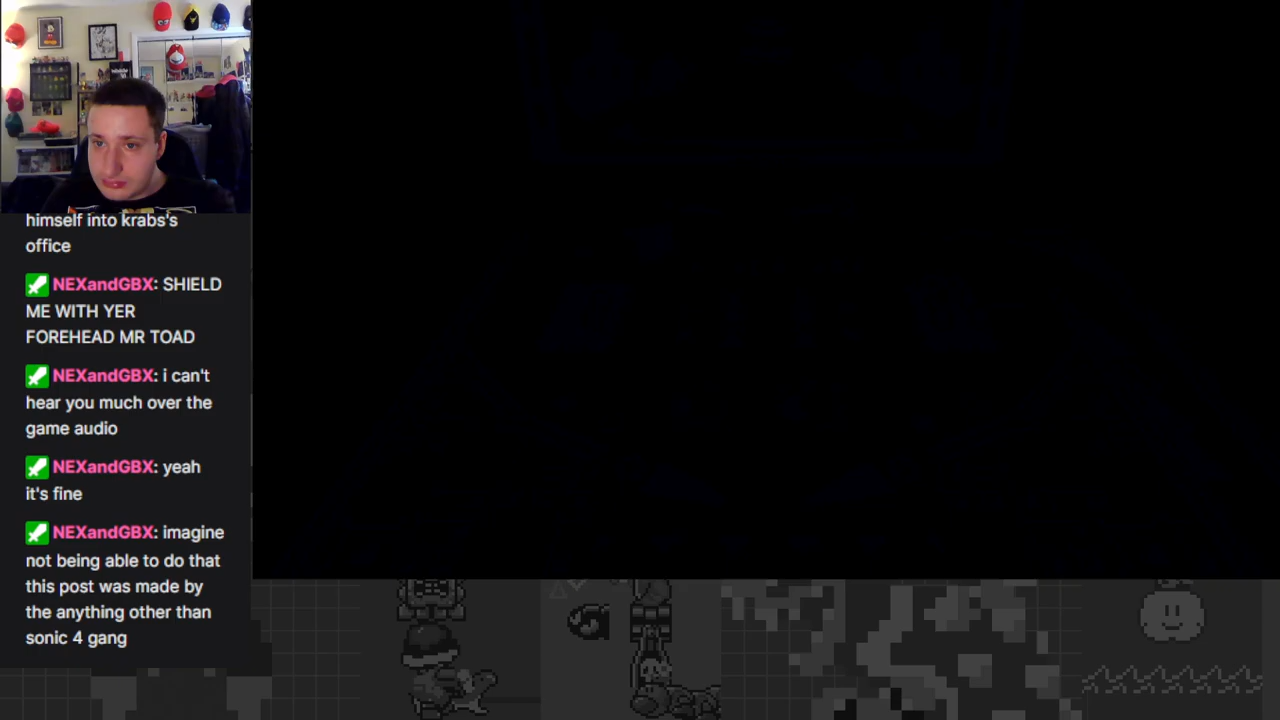 himself into krabs's
office
NEXandGBX: SHIELD
ME WITH YER
FOREHEAD MR TOAD
NEXandGBX: i can't
hear you much over the
game audio
NEXandGBX: yeah
it's fine
NEXandGBX: imagine
not being able to do that
this post was made by
the anything other than
sonic 4 gang